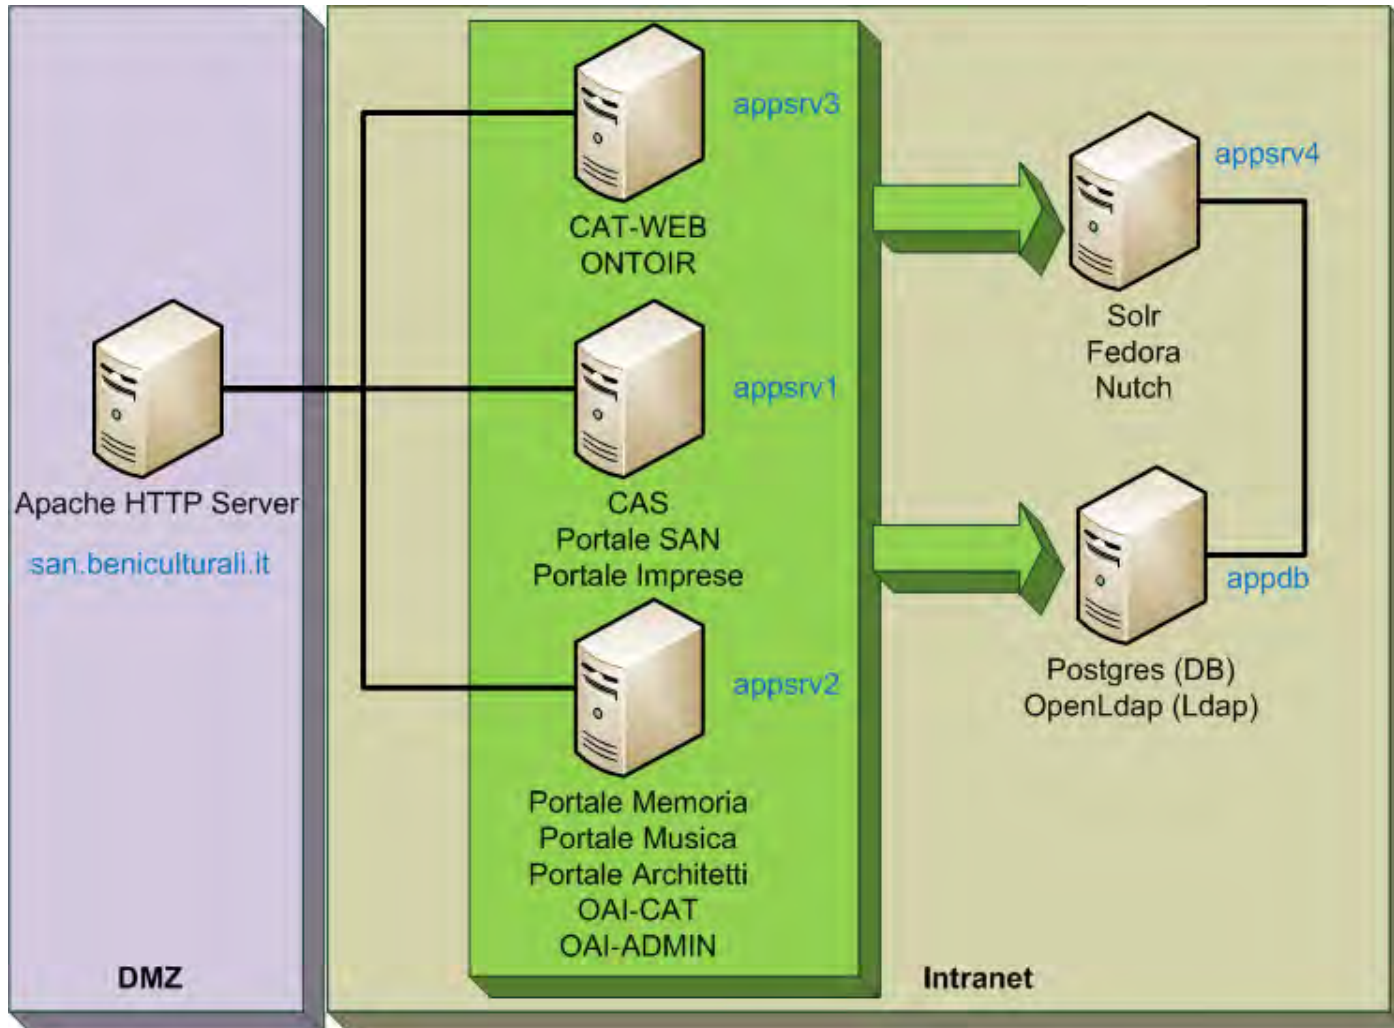 appsrv3
CAT-WEB
ONTOIR
appsrv4
Solr
Fedora
Nutch
Apache HTTP Server
san.beniculturali.it
appsrv1
CAS
Portale SAN
Portale Imprese
appdb
Postgres (DB)
OpenLdap (Ldap)
appsrv2
Portale Memoria
Portale Musica
Portale Architetti
OAI-CAT
OAI-ADMIN
DMZ
Intranet